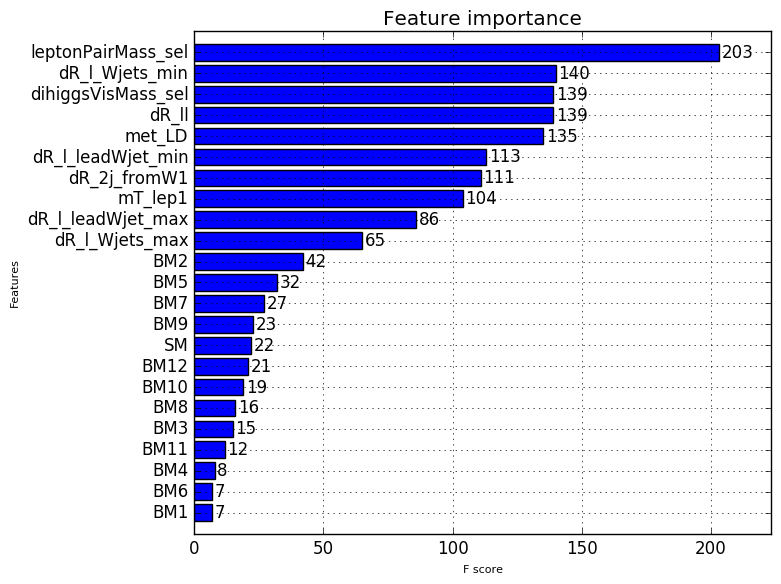 Feature importance
leptonPairMass_sel 203
dR_l_Wjets_min 140
dihiggsVisMass_sel 139
dR_ll 139
met_LD 135
dR_l_leadWjet_min 113
dR_2j_fromW1 111
mT_lep1 104
dR_l_leadWjet_max 86
dR_l_Wjets_max 65
BM2 42
BM5 32
BM7 27
BM9 23
SM 22
BM12 21
BM10 19
BM8 16
BM3 15
BM11 12
BM4 8
BM6 7
BM1 7
Features
0 50 100 150 200
F score